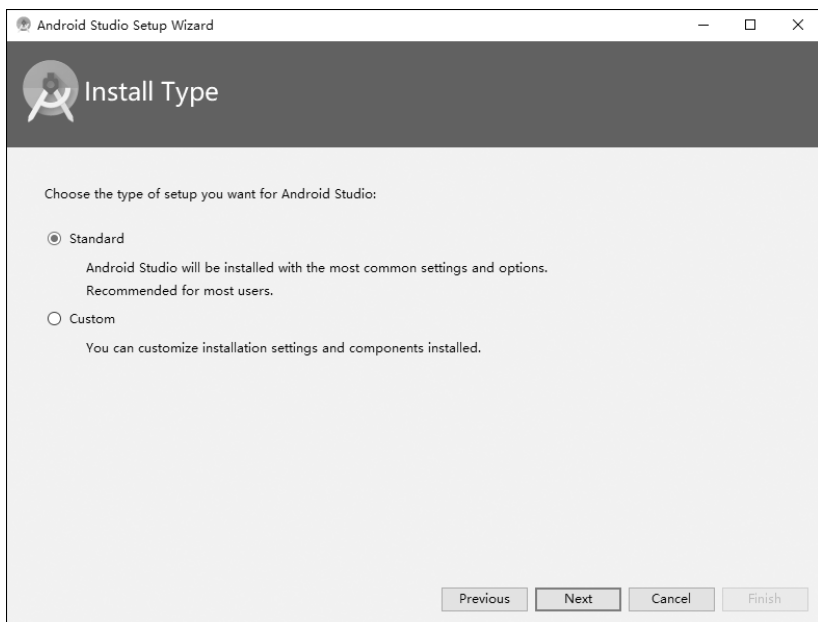 Android Studio Setup Wizard
Install Type
Choose the type of setup you want for Android Studio:
Standard
Android Studio will be installed with the most common settings and options.
Recommended for most users.
Custom
You can customize installation settings and components installed.
Previous Next Cancel Finish